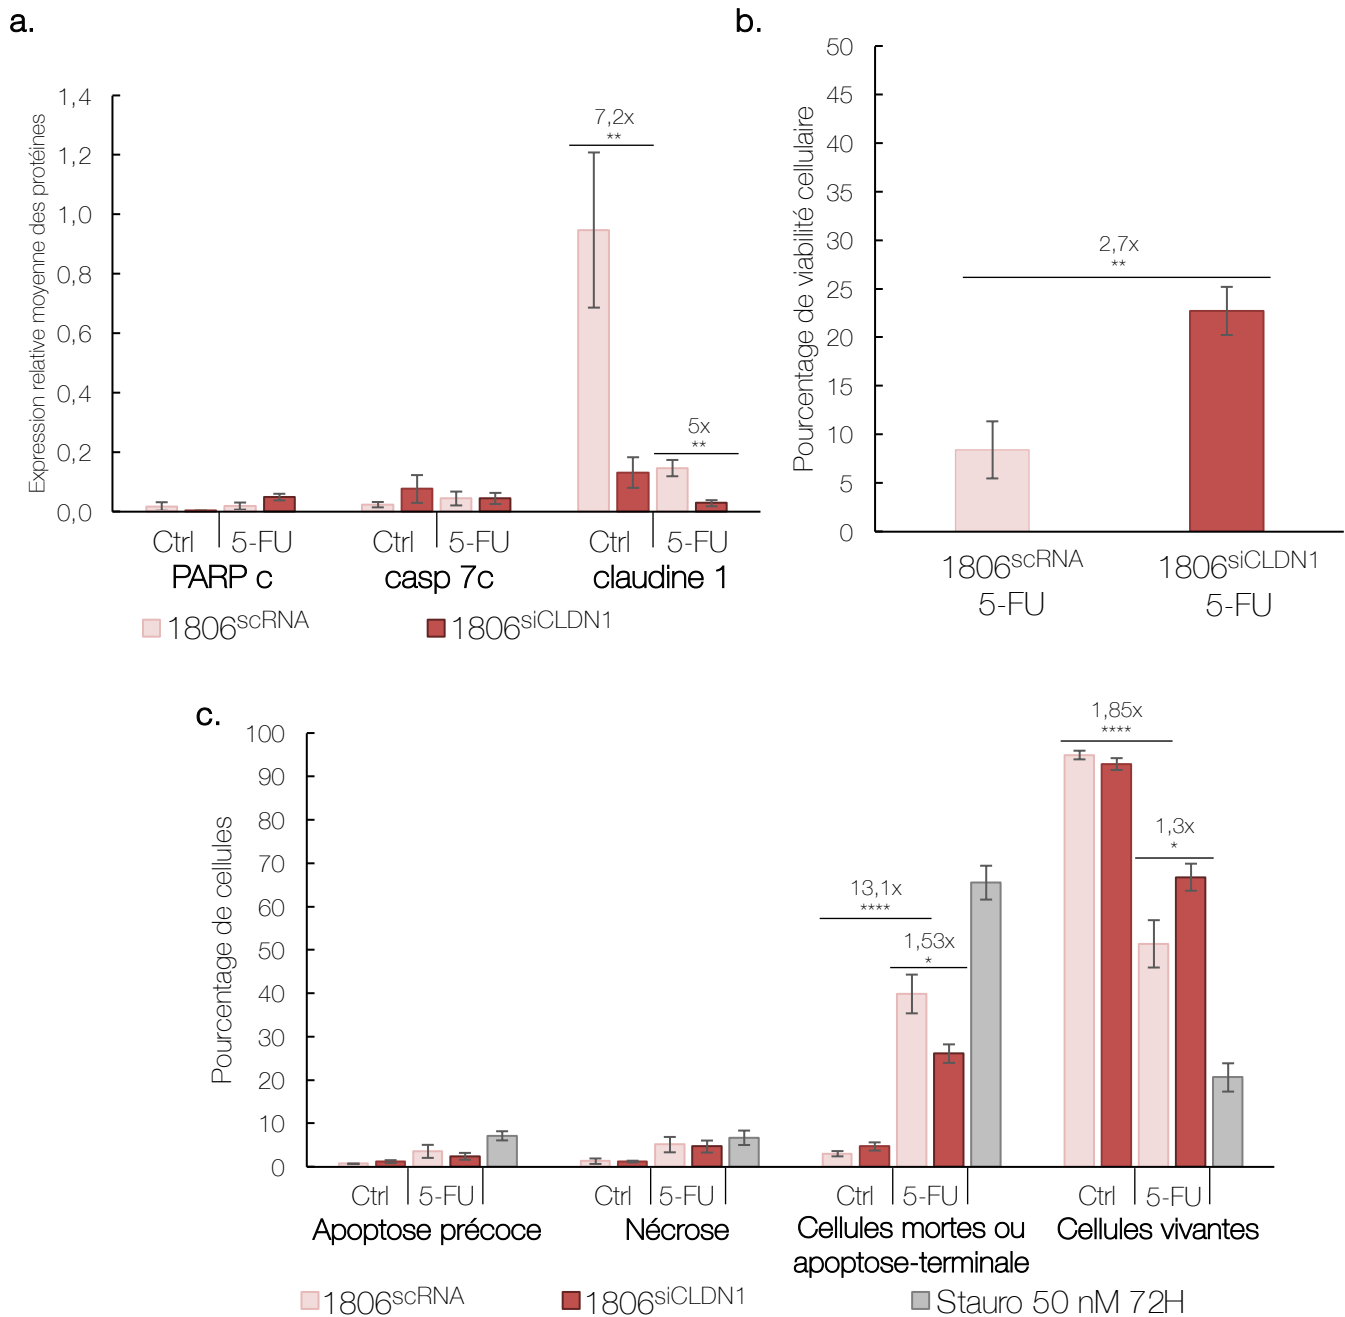 a.
Expression relative moyenne des protéines
1,4
1,2
1,0
0,8
0,6
0,4
0,2
0,0
7,2x
**
5x
**
Ctrl 5-FU Ctrl 5-FU Ctrl 5-FU
PARP c casp 7c claudine 1
1806scRNA 1806siCLDN1
b.
Pourcentage de viabilité cellulaire
50
45
40
35
30
25
20
15
10
5
0
2,7x
**
1806scRNA 1806siCLDN1
5-FU 5-FU
c.
Pourcentage de cellules
100
90
80
70
60
50
40
30
20
10
0
13,1x
****
1,53x
*
1,85x
****
1,3x
*
Ctrl 5-FU Ctrl 5-FU Ctrl 5-FU Ctrl 5-FU
Apoptose précoce Nécrose Cellules mortes ou Cellules vivantes
apoptose-terminale
1806scRNA 1806siCLDN1 Stauro 50 nM 72H